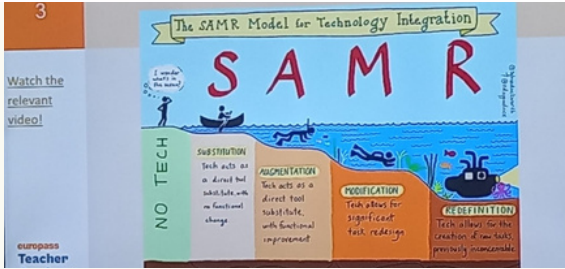 3
Watch the
relevant
video!
europass
Teacher
The SAMR Model for Technology Integration
SAMR
I wonder
what's in
the ocean?
NO TECH
SUBSTITUTION
Tech acts as
a direct tool
substitute, with
no functional
change
AUGMENTATION
Tech acts as a
direct tool
substitute,
with functional
improvement
MODIFICATION
Tech allows for
significant
task redesign
REDEFINITION
Tech allows for the
creation of new tasks,
previously inconceivable